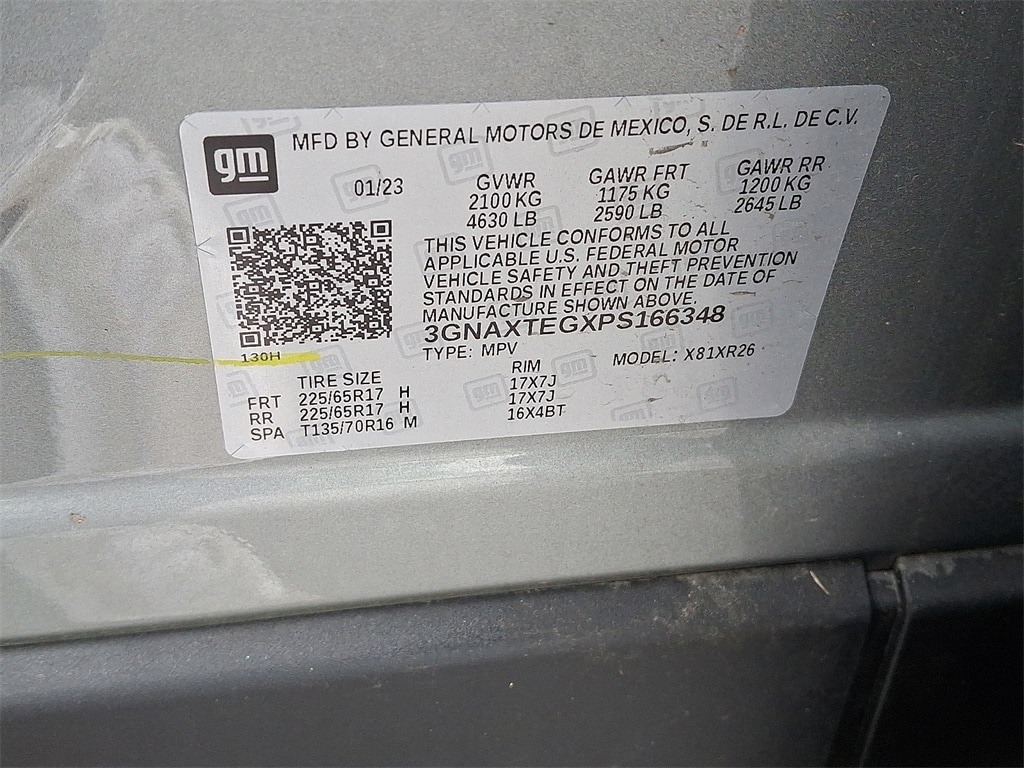 gm
MFD BY GENERAL MOTORS DE MEXICO, S. DE R.L. DE C.V.
01/23
GVWR
2100 KG
4630 LB
GAWR FRT
1175 KG
2590 LB
GAWR RR
1200 KG
2645 LB
THIS VEHICLE CONFORMS TO ALL
APPLICABLE U.S. FEDERAL MOTOR
VEHICLE SAFETY AND THEFT PREVENTION
STANDARDS IN EFFECT ON THE DATE OF
MANUFACTURE SHOWN ABOVE.
3GNAXTEGXPS166348
TYPE: MPV MODEL: X81XR26
130H
TIRE SIZE RIM
FRT 225/65R17 H 17X7J
RR 225/65R17 H 17X7J
SPA T135/70R16 M 16X4BT